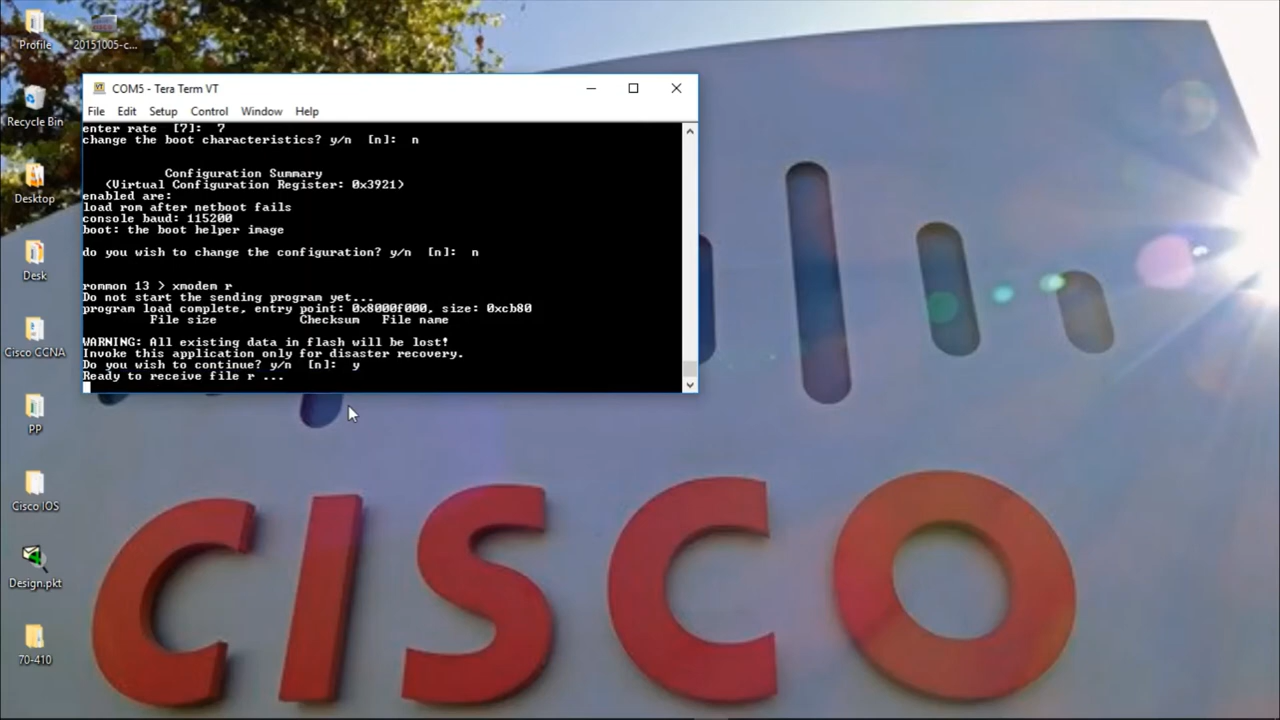 Profile
20151005-c...
Recycle Bin
Desktop
Desk
Cisco CCNA
PP
Cisco IOS
Design.pkt
70-410
COM5 - Tera Term VT
File Edit Setup Control Window Help
enter rate [7]: 7
change the boot characteristics? y/n [n]: n
Configuration Summary
(Virtual Configuration Register: 0x3921)
enabled are:
load rom after netboot fails
console baud: 115200
boot: the boot helper image
do you wish to change the configuration? y/n [n]: n
rommon 13 > xmodem r
Do not start the sending program yet...
program load complete, entry point: 0x8000f000, size: 0xcb80
File size Checksum File name
WARNING: All existing data in flash will be lost!
Invoke this application only for disaster recovery.
Do you wish to continue? y/n [n]: y
Ready to receive file r ...
CISCO